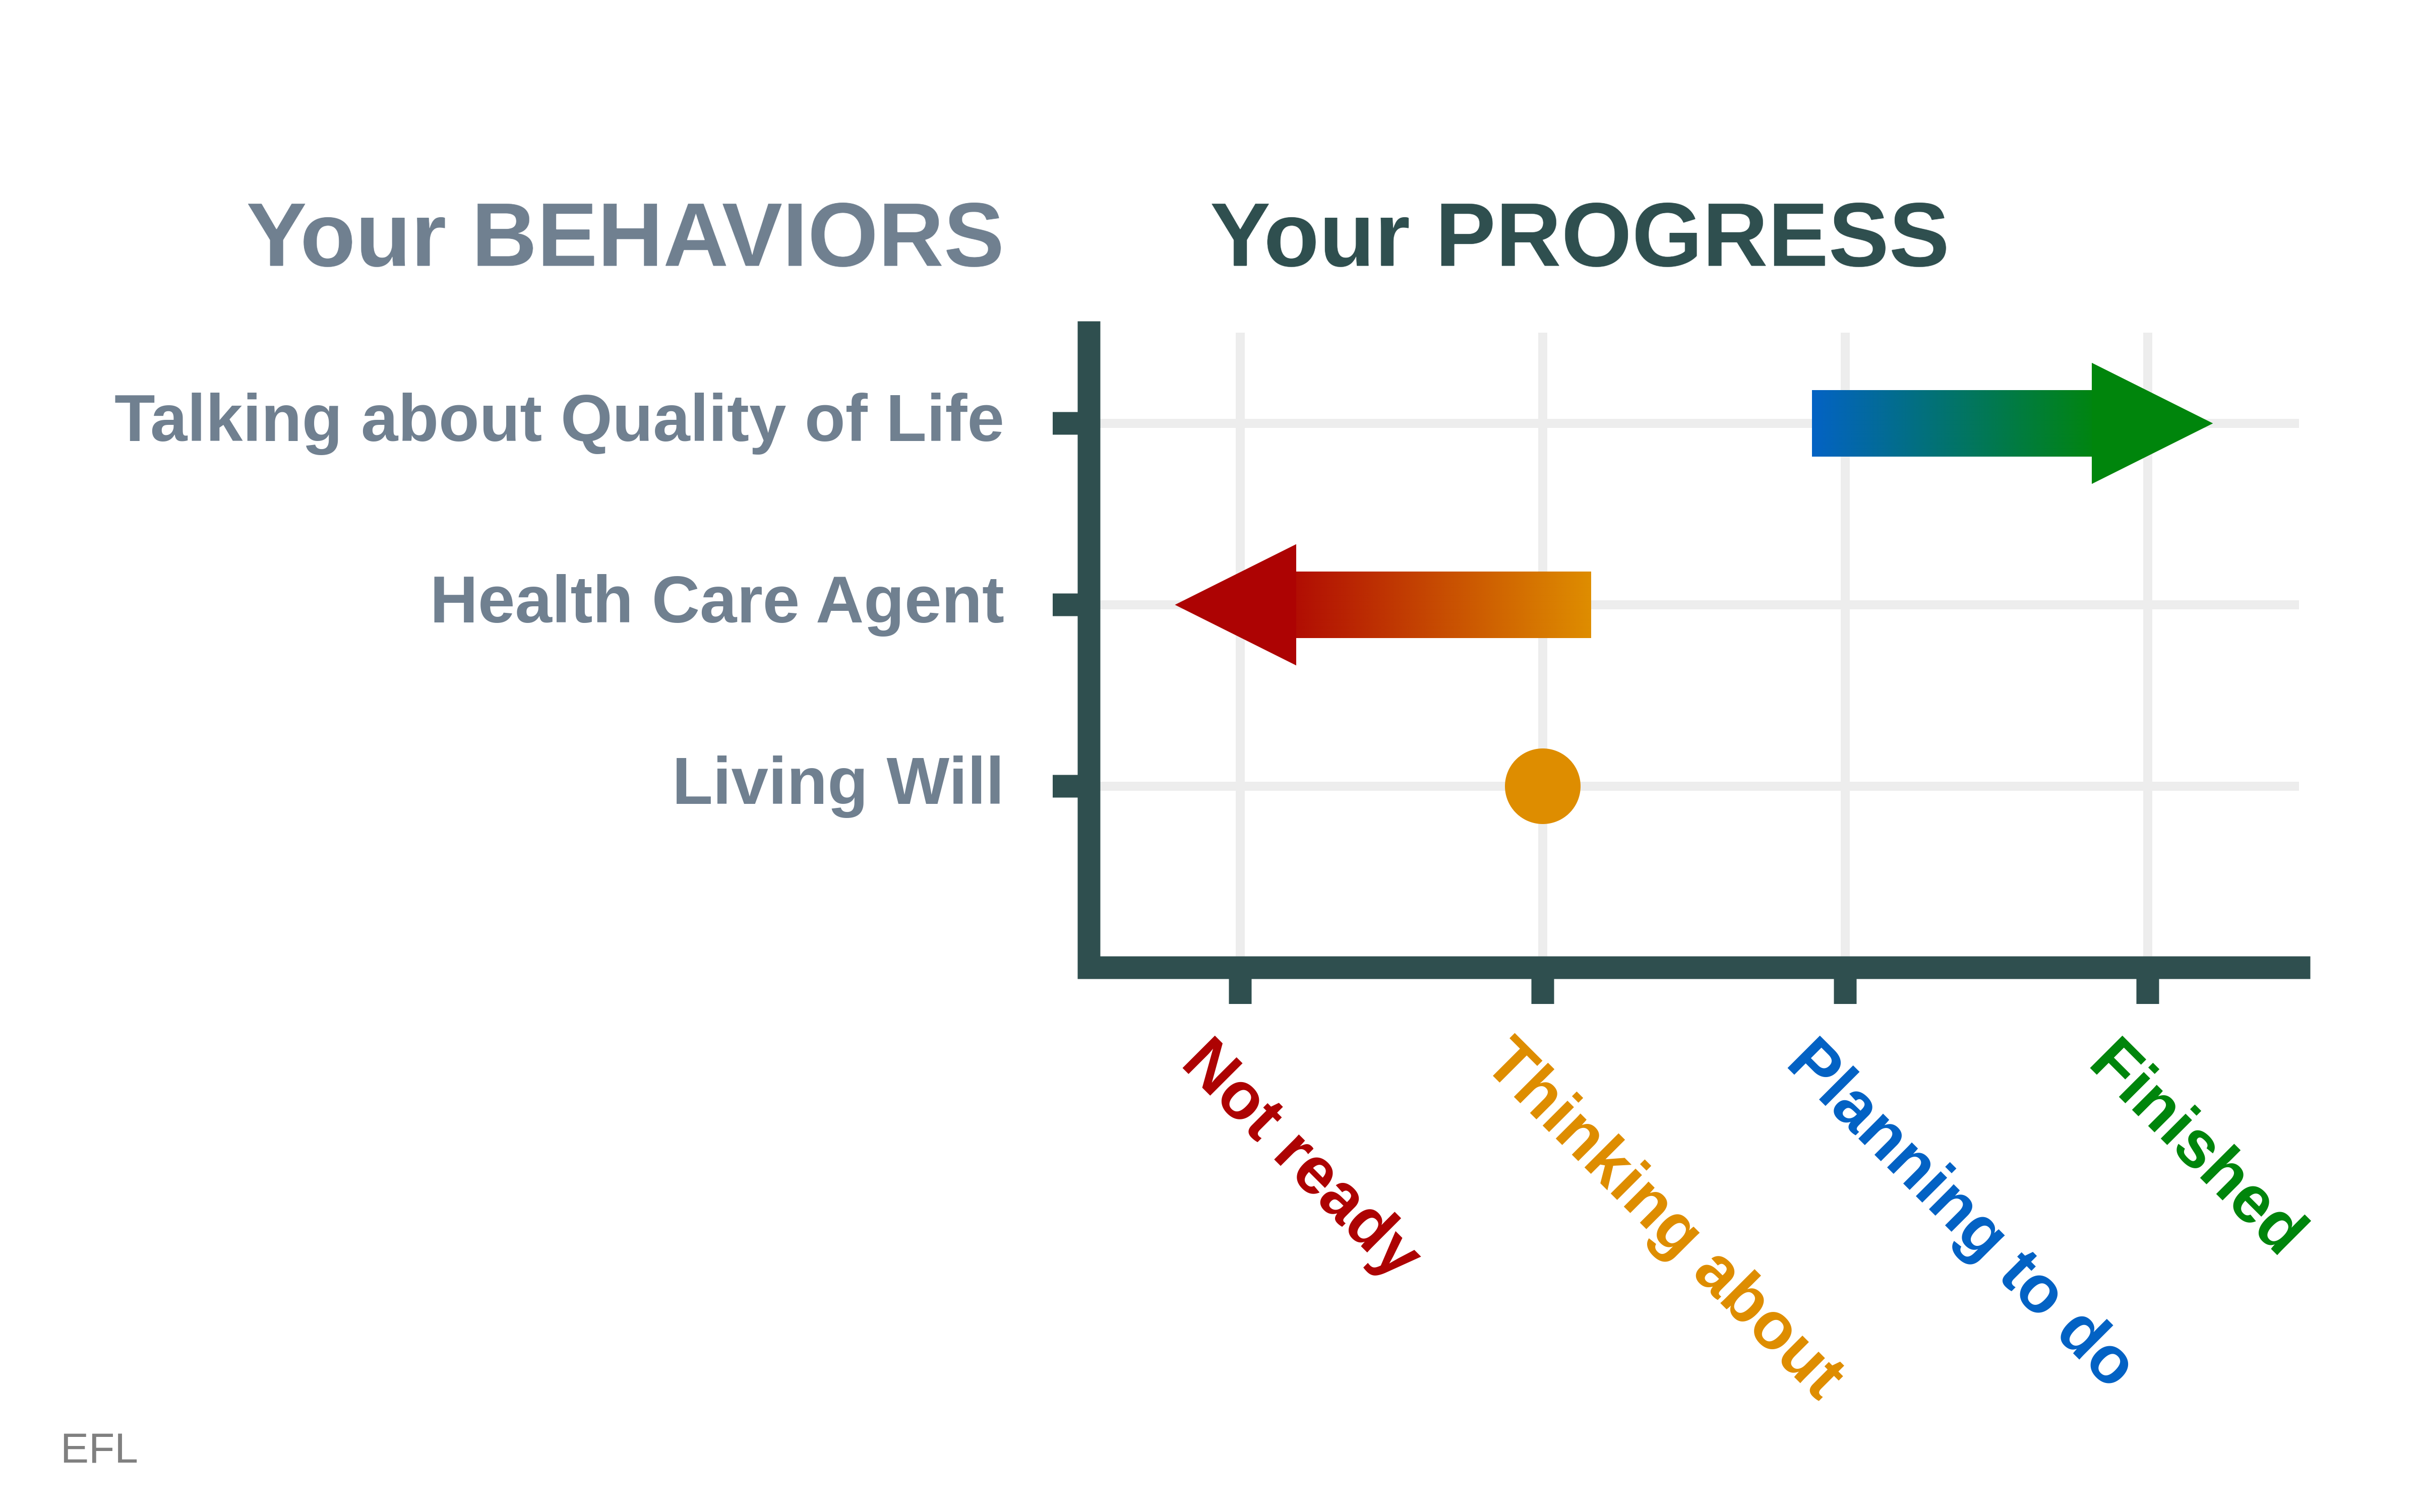 Your BEHAVIORS
Your PROGRESS
Talking about Quality of Life
Health Care Agent
Living Will
Not ready
Thinking about
Planning to do
Finished
EFL